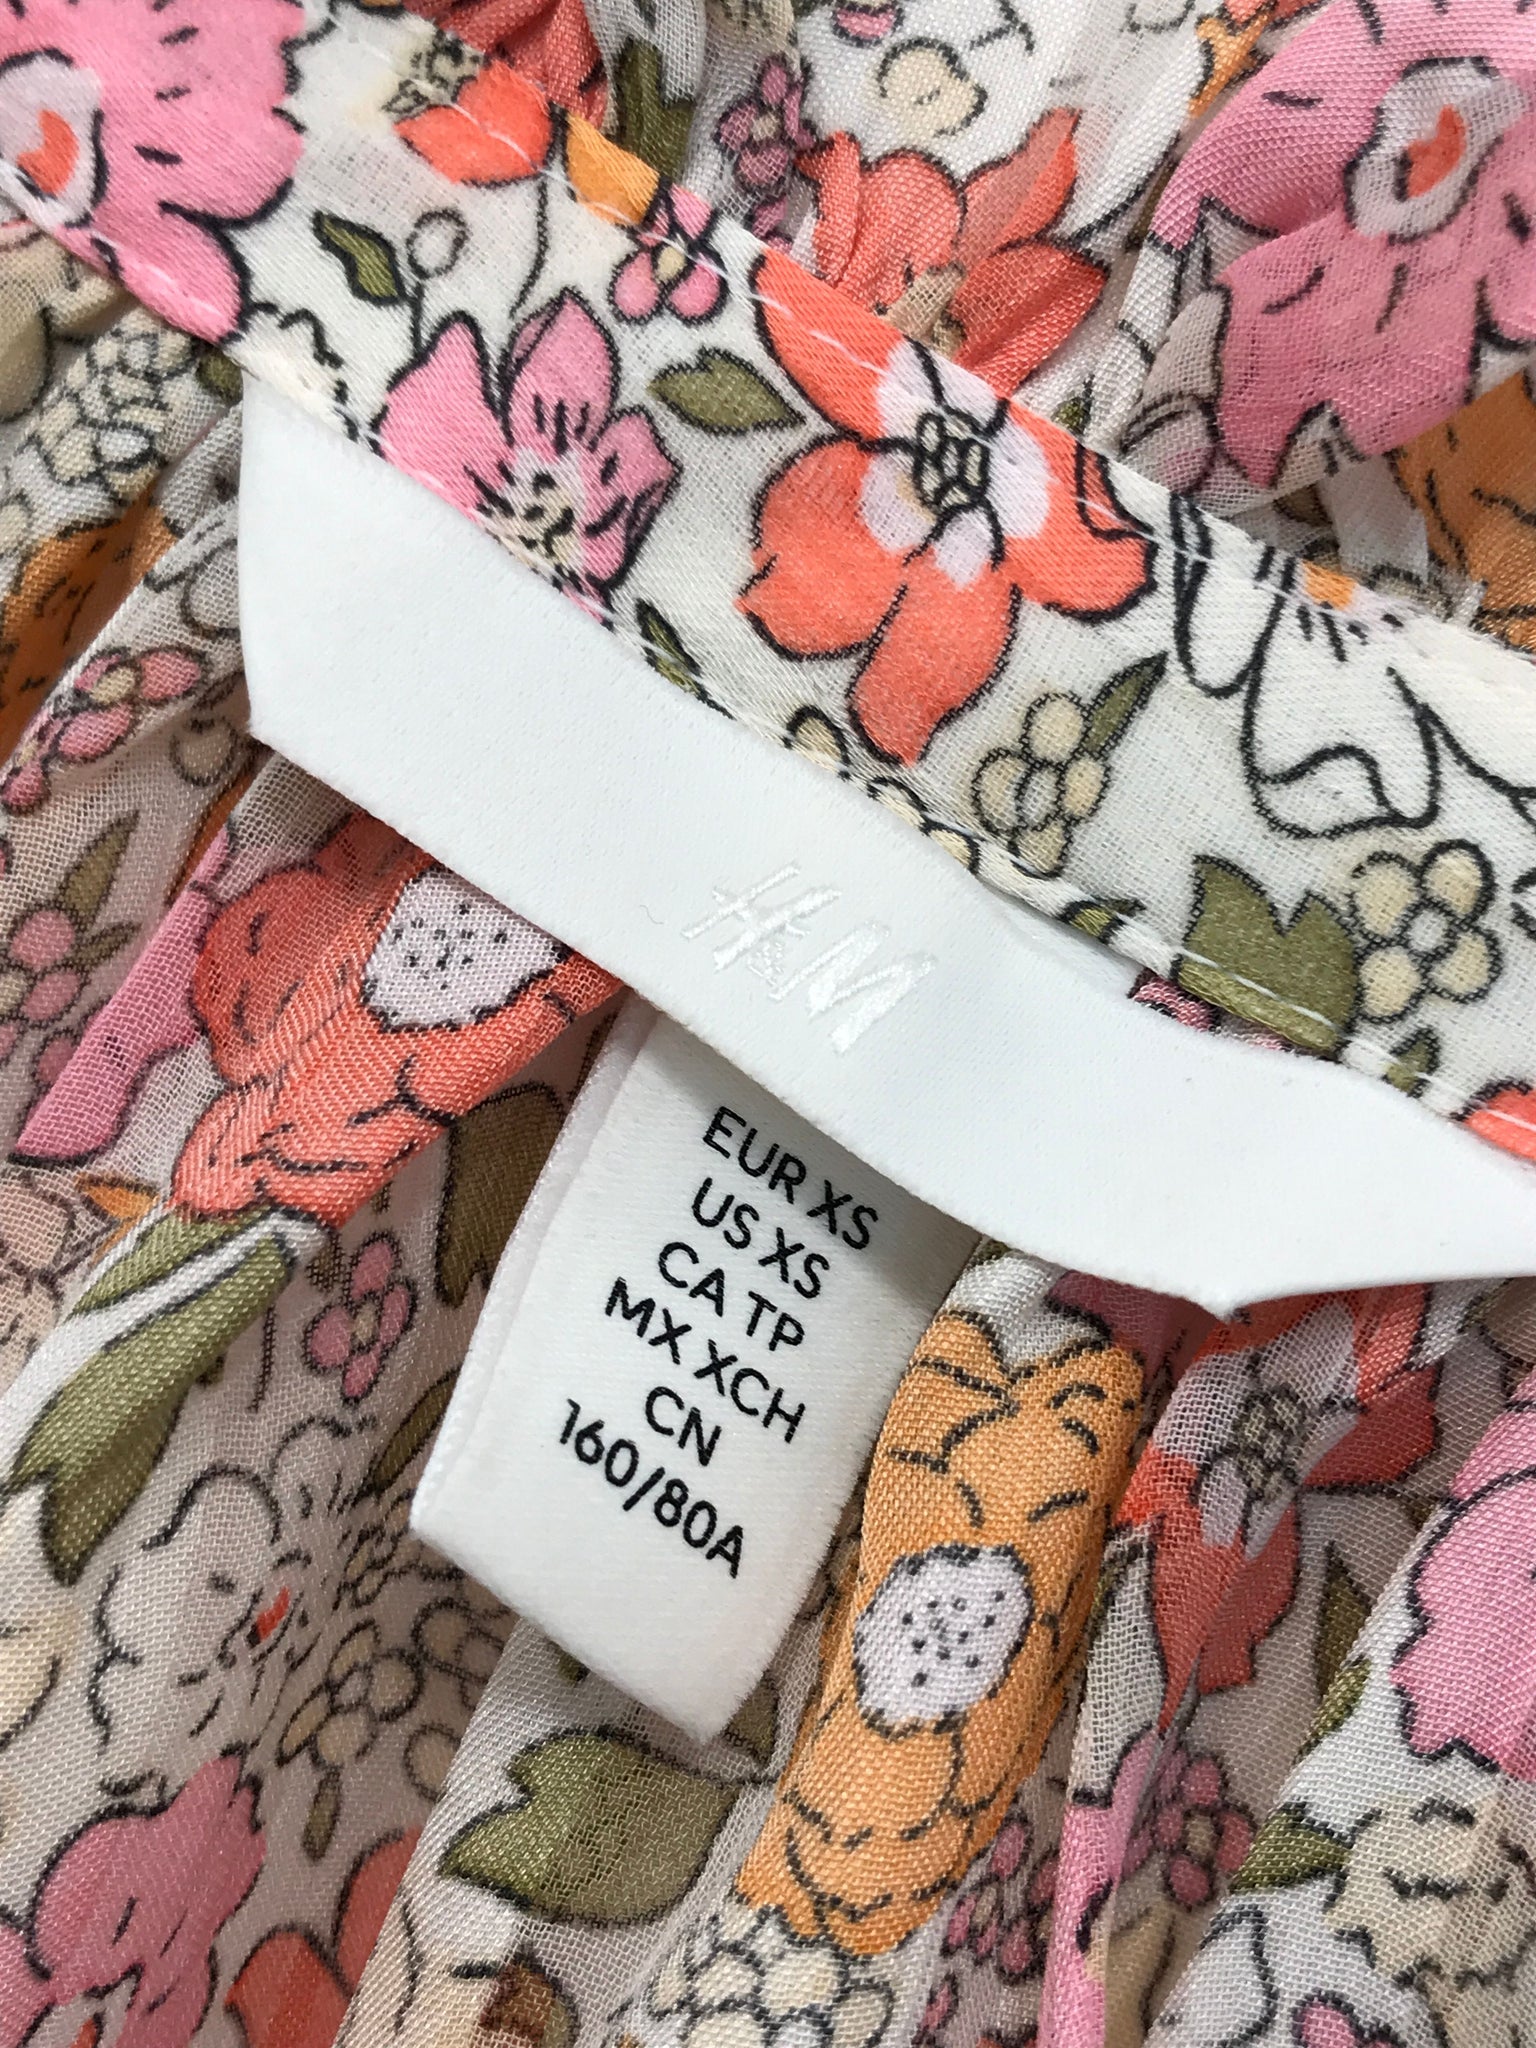 H&M
EUR XS
US XS
CA TP
MX XCH
CN
160/80A